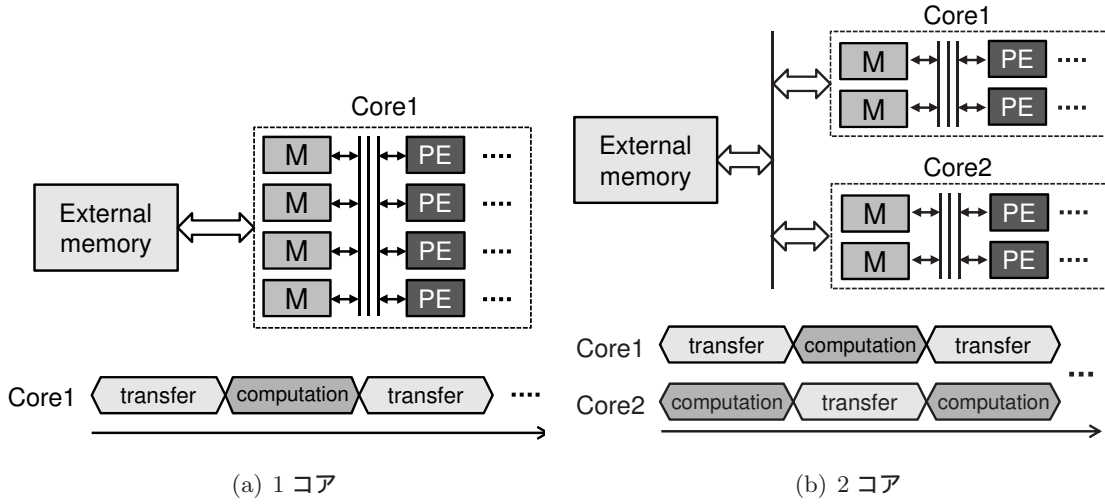 Core1
External
memory
M PE ....
M PE ....
M PE ....
M PE ....
Core1 transfer computation transfer ....
(a) 1 コア
Core1
M PE ....
M PE ....
External
memory
Core2
M PE ....
M PE ....
Core1 transfer computation transfer
...
Core2 computation transfer computation
(b) 2 コア